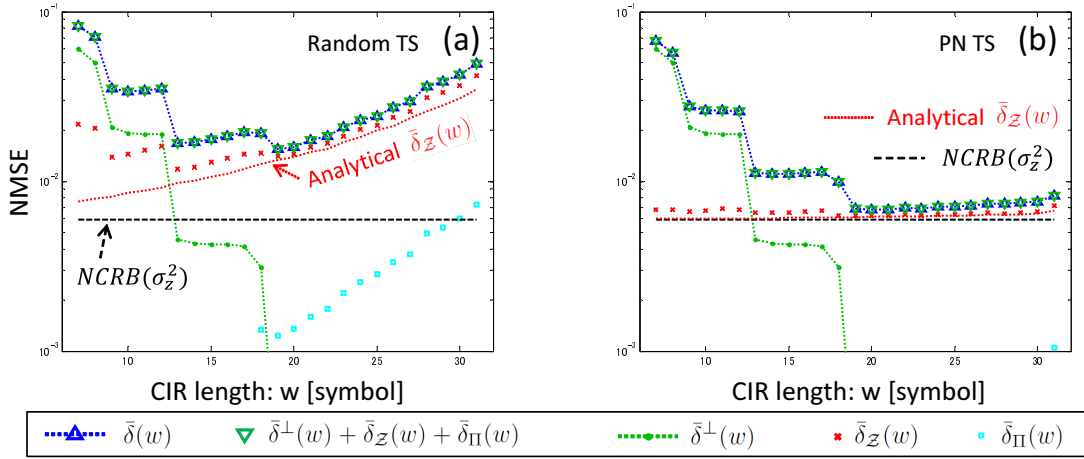 Random TS
(a)
PN TS
(b)
10⁻¹
10⁻²
10⁻³
NMSE
Analytical δ̄_𝒵(w)
NCRB(σ_z²)
10 15 20 25 30
CIR length: w [symbol]
10⁻¹
10⁻²
10⁻³
Analytical δ̄_𝒵(w)
NCRB(σ_z²)
10 15 20 25 30
CIR length: w [symbol]
δ̄(w) δ̄^⊥(w) + δ̄_𝒵(w) + δ̄_Π(w) δ̄^⊥(w) δ̄_𝒵(w) δ̄_Π(w)